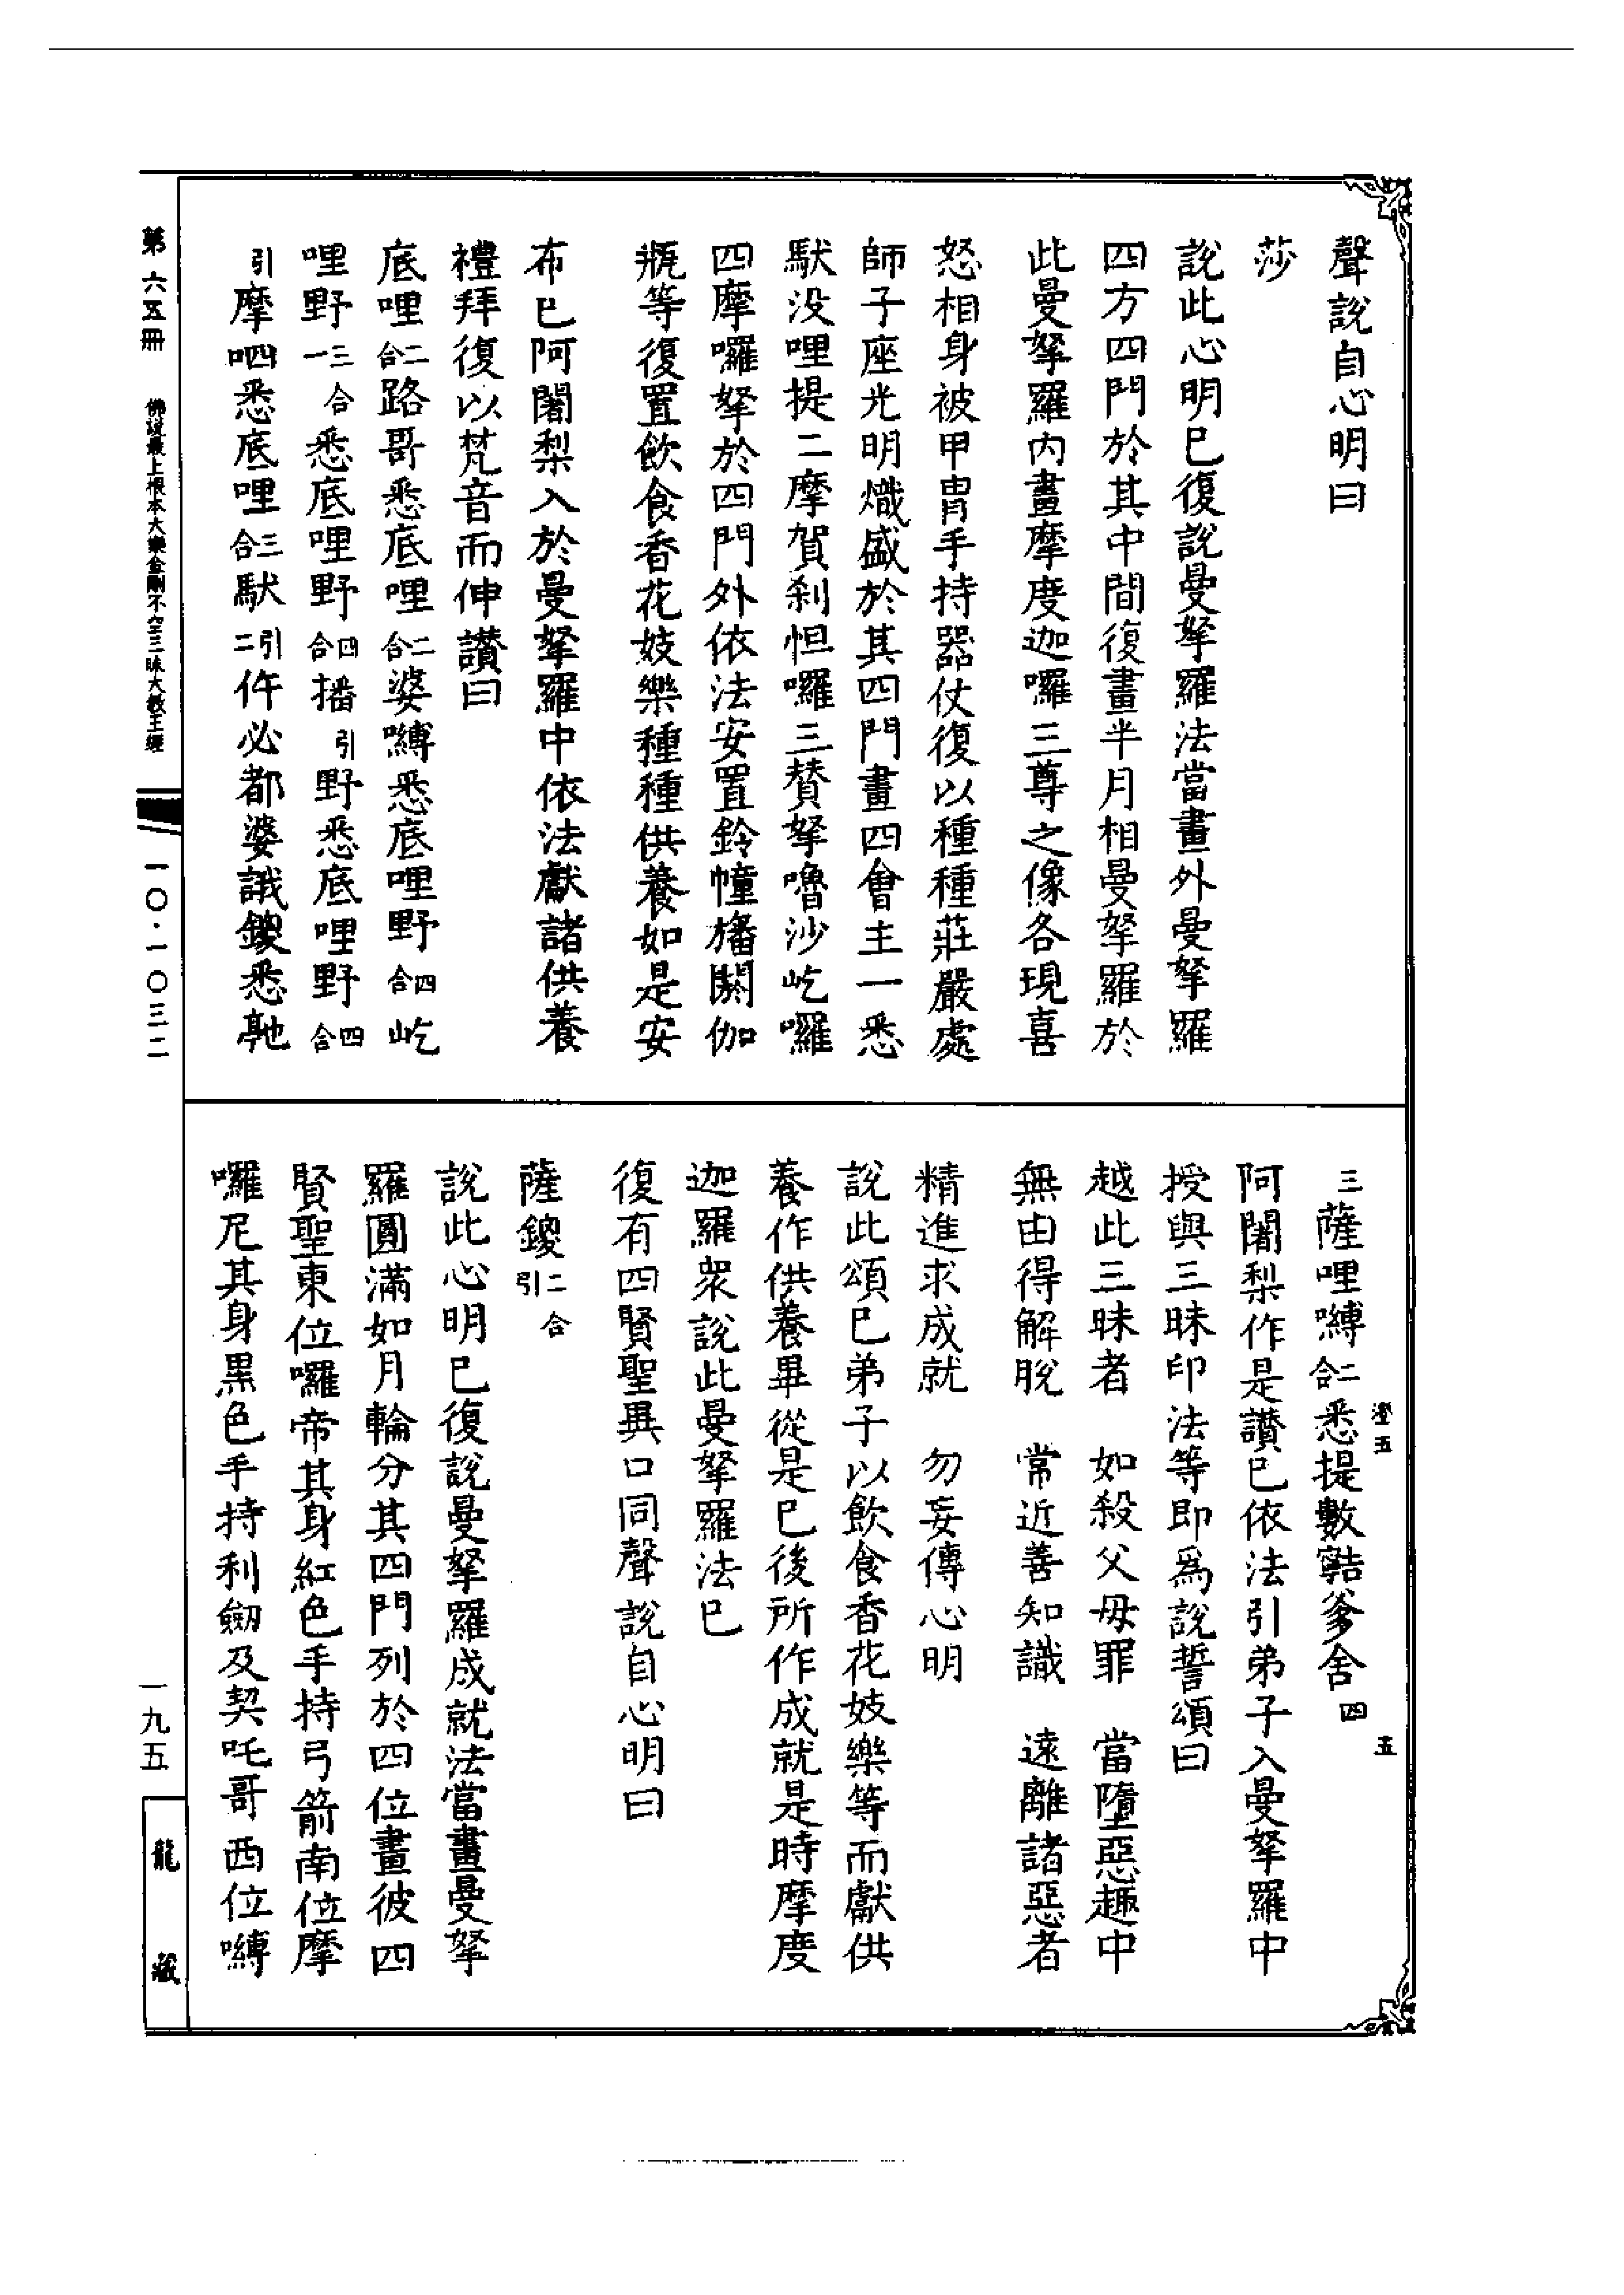 聲說自心明曰
莎
說此心明已復說曼拏羅法當畫外曼拏羅
四方四門於其中間復畫半月相曼拏羅於
此曼拏羅內畫摩度迦囉三尊之像各現喜
怒相身被甲胄手持器仗復以種種莊嚴處
師子座光明熾盛於其四門畫四會主一悉
馱没哩提二摩賀刹怛囉三賛拏嚕沙屹囉
四摩囉拏於四門外依法安置鈴幢旛閼伽
瓶等復置飲食香花妓樂種種供養如是安
布已阿闍梨入於曼拏羅中依法獻諸供養
禮拜復以梵音而伸讚曰
底哩二合路哥悉底哩二合婆嚩悉底哩野四合屹
哩野三合一悉底哩野四合播引野悉底哩野四合
引摩呬悉底哩三合馱引二仵必都婆誐鑁悉馳
三薩哩嚩二合悉提數寗爹舍四
阿闍梨作是讚已依法引弟子入曼拏羅中
授與三昧印法等即爲說誓頌曰
越此三昧者　如殺父母罪　當墮惡趣中
無由得解脫　常近善知識　遠離諸惡者
精進求成就　勿妄傳心明
說此頌已弟子以飲食香花妓樂等而獻供
養作供養畢從是已後所作成就是時摩度
迦羅眾說此曼拏羅法已
復有四賢聖異口同聲說自心明曰
薩鑁二合引
說此心明已復說曼拏羅成就法當畫曼拏
羅圓滿如月輪分其四門列於四位畫彼四
賢聖東位囉帝其身紅色手持弓箭南位摩
囉尼其身黑色手持利劒及契吒哥西位嚩
澄五
五
第六五冊
佛說最上根本大樂金剛不空三昧大教王經
一〇·一〇三二
一九五
龍藏